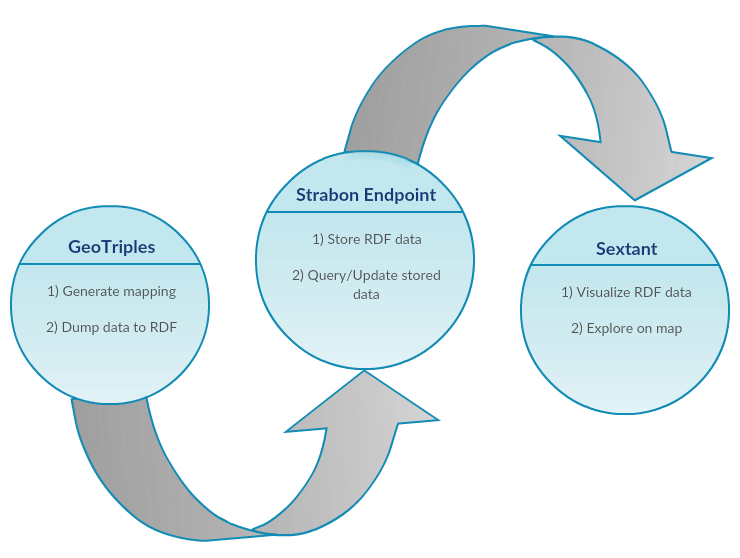 GeoTriples
1) Generate mapping
2) Dump data to RDF
Strabon Endpoint
1) Store RDF data
2) Query/Update stored
data
Sextant
1) Visualize RDF data
2) Explore on map